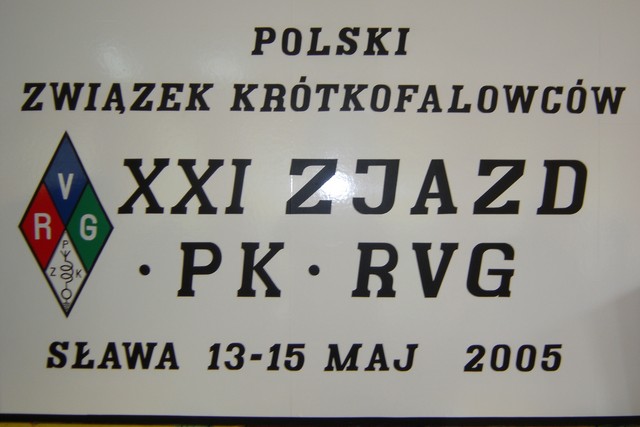 POLSKI
ZWIĄZEK KRÓTKOFALOWCÓW
XXI ZJAZD
· PK · RVG
SŁAWA 13-15 MAJ 2005
V
R G
P
Z K